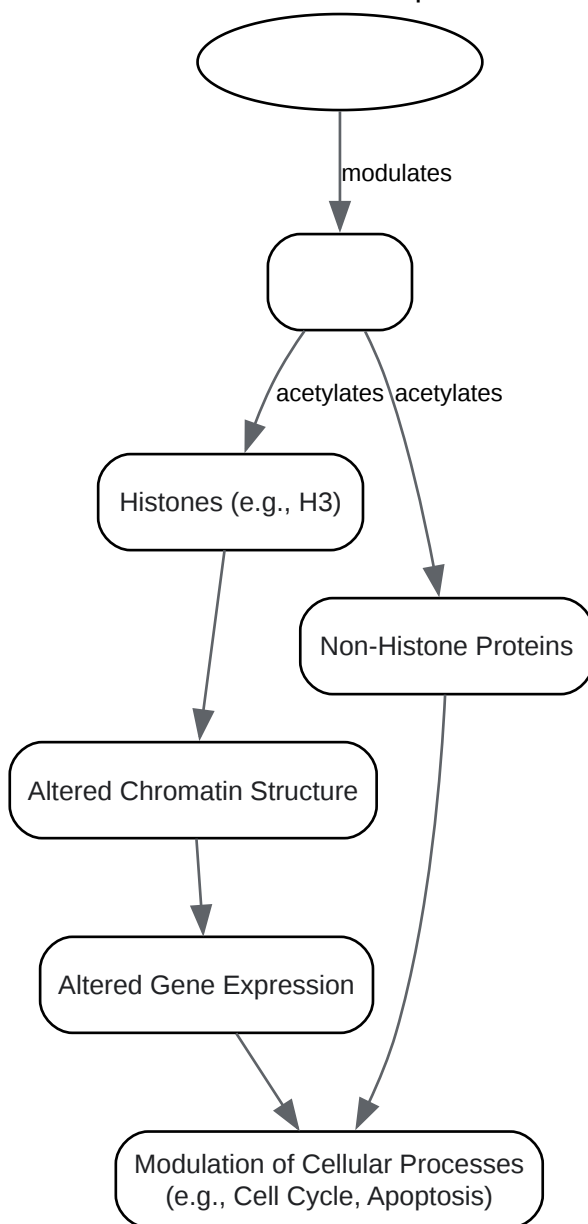 modulates
acetylates acetylates
Histones (e.g., H3)
Non-Histone Proteins
Altered Chromatin Structure
Altered Gene Expression
Modulation of Cellular Processes
(e.g., Cell Cycle, Apoptosis)